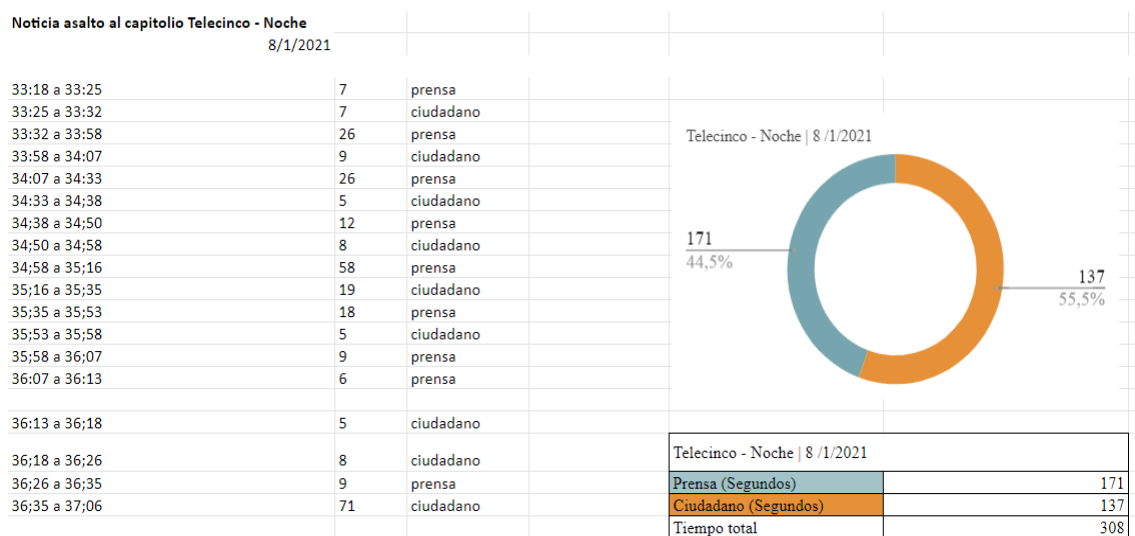 Noticia asalto al capitolio Telecinco - Noche
8/1/2021
33:18 a 33:25 7 prensa
33:25 a 33:32 7 ciudadano
33:32 a 33:58 26 prensa
33:58 a 34:07 9 ciudadano
34:07 a 34:33 26 prensa
34:33 a 34:38 5 ciudadano
34;38 a 34;50 12 prensa
34;50 a 34;58 8 ciudadano
34;58 a 35;16 58 prensa
35;16 a 35;35 19 ciudadano
35;35 a 35;53 18 prensa
35;53 a 35;58 5 ciudadano
35;58 a 36;07 9 prensa
36:07 a 36:13 6 prensa
36:13 a 36;18 5 ciudadano
36;18 a 36;26 8 ciudadano
36;26 a 36;35 9 prensa
36;35 a 37;06 71 ciudadano
Telecinco - Noche | 8 /1/2021
171
44,5%
137
55,5%
Telecinco - Noche | 8 /1/2021
Prensa (Segundos) 171
Ciudadano (Segundos) 137
Tiempo total 308